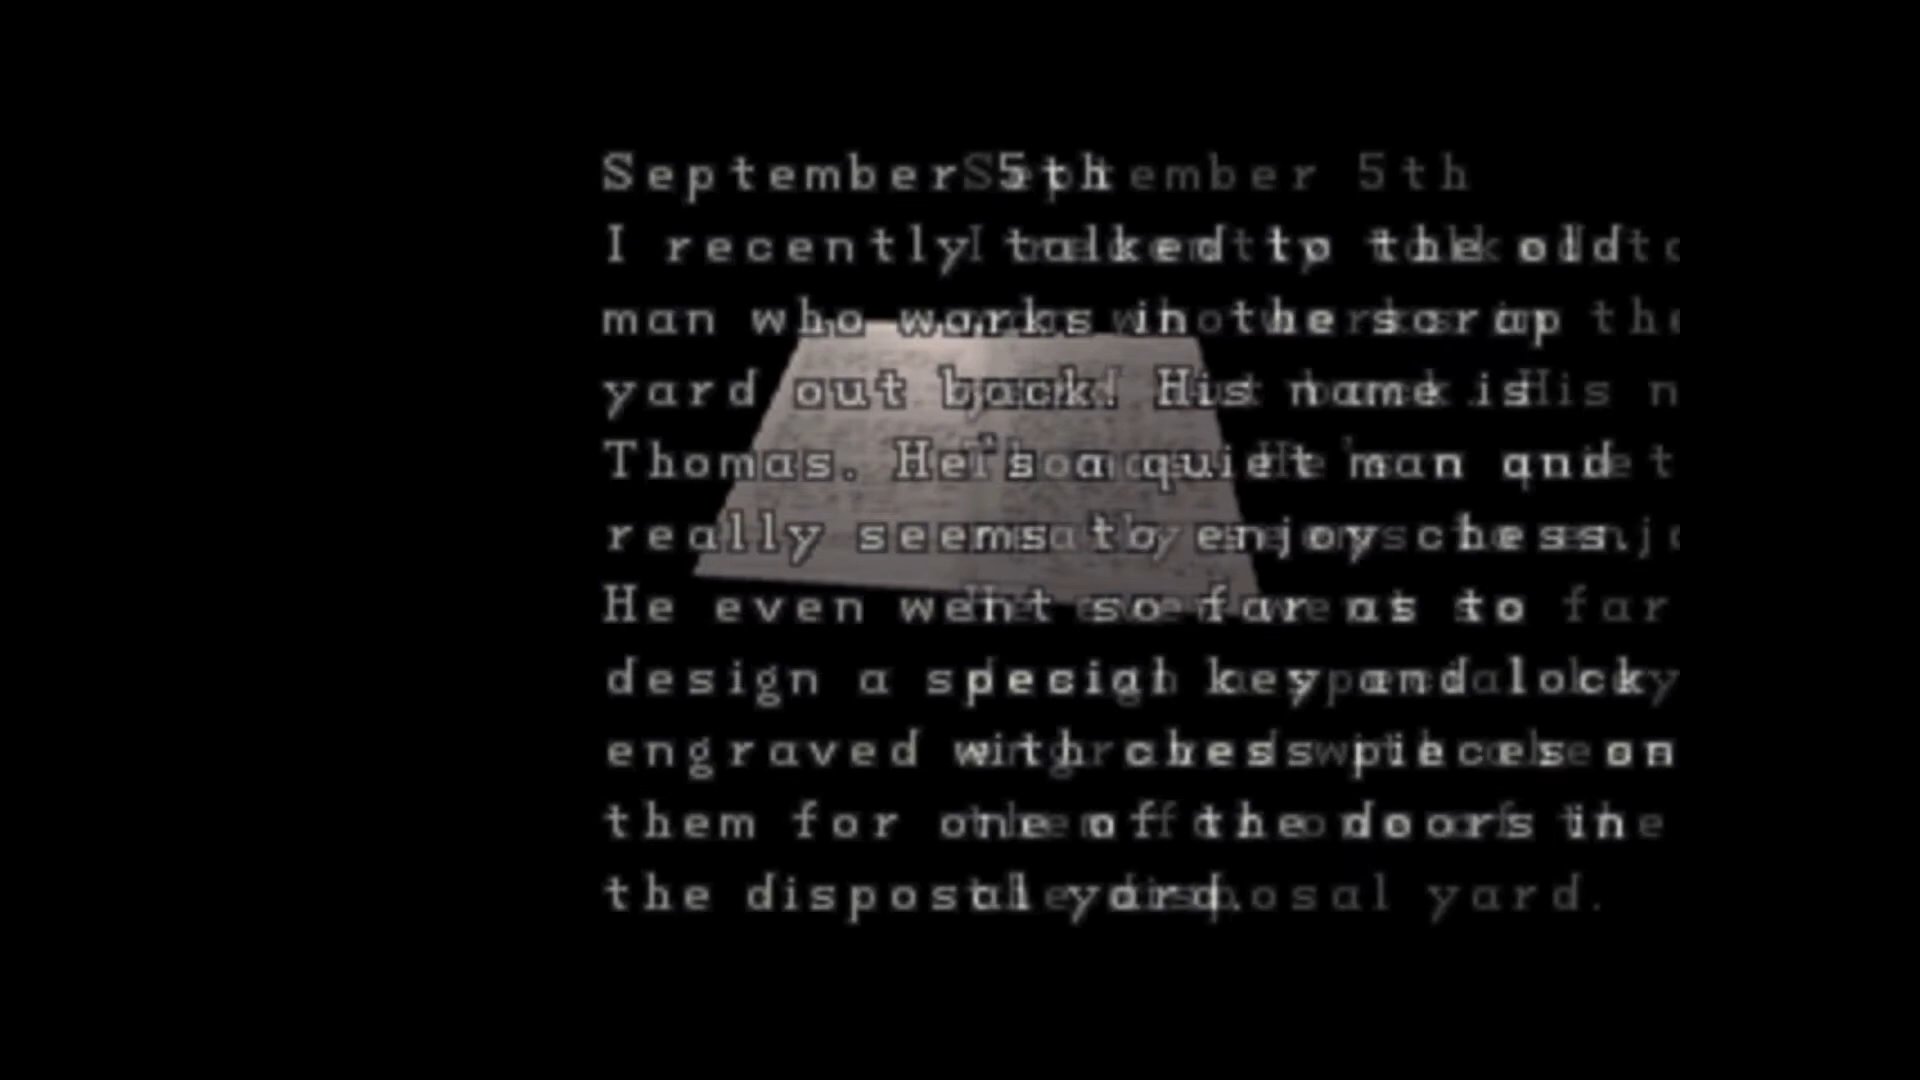 September 5th
I recently talked to the old
man who works in the scrap
yard out back. His name is
Thomas. He's a quiet man and
really seems to enjoy chess.
He even went so far as to
design a special key and lock
engraved with chess pieces on
them for one of the doors in
the disposal yard.